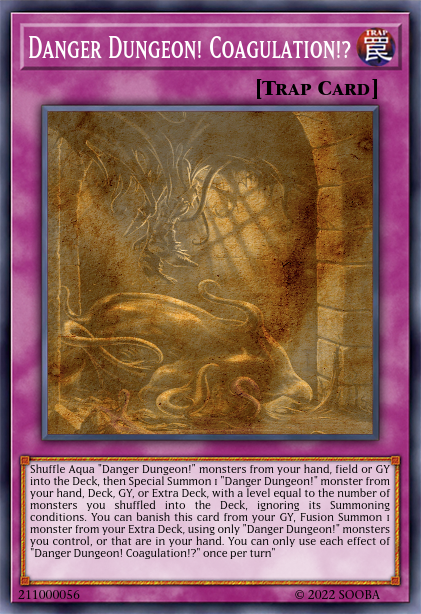 DANGER DUNGEON! COAGULATION!?
TRAP
罠
[TRAP CARD]
Shuffle Aqua "Danger Dungeon!" monsters from your hand, field or GY
into the Deck, then Special Summon 1 "Danger Dungeon!" monster from
your hand, Deck, GY, or Extra Deck, with a level equal to the number of
monsters you shuffled into the Deck, ignoring its Summoning
conditions. You can banish this card from your GY, Fusion Summon 1
monster from your Extra Deck, using only "Danger Dungeon!" monsters
you control, or that are in your hand. You can only use each effect of
"Danger Dungeon! Coagulation!?" once per turn"
211000056
© 2022 SOOBA